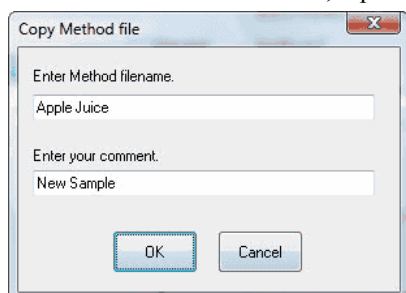 Copy Method file
Enter Method filename.
Apple Juice
Enter your comment.
New Sample
OK Cancel